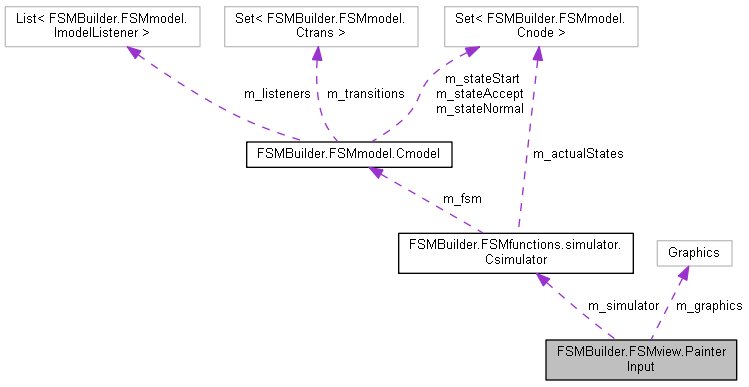 List< FSMBuilder.FSMmodel.
ImodelListener >
Set< FSMBuilder.FSMmodel.
Ctrans >
Set< FSMBuilder.FSMmodel.
Cnode >
m_listeners
m_transitions
m_stateStart
m_stateAccept
m_stateNormal
FSMBuilder.FSMmodel.Cmodel
m_actualStates
m_fsm
FSMBuilder.FSMfunctions.simulator.
Csimulator
Graphics
m_simulator
m_graphics
FSMBuilder.FSMview.Painter
Input